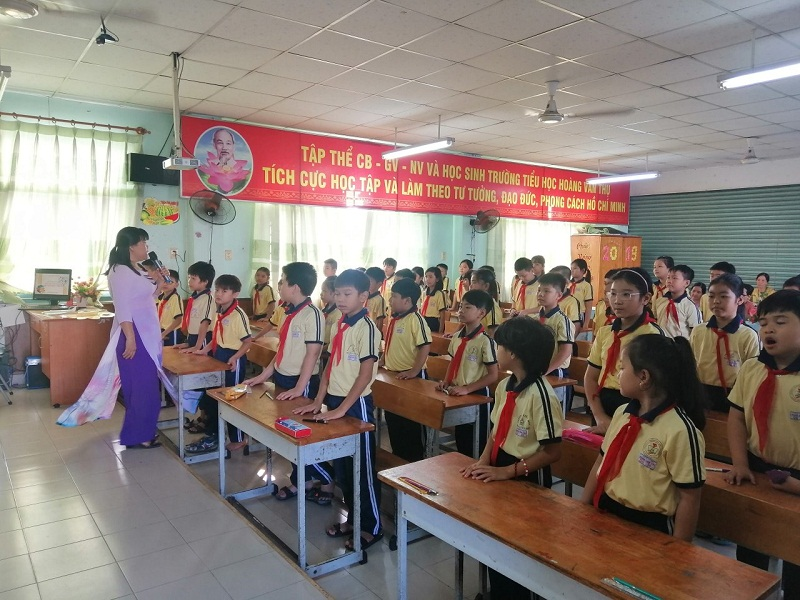 TẬP THỂ CB - GV - NV VÀ HỌC SINH TRƯỜNG TIỂU HỌC HOÀNG VĂN THỤ
TÍCH CỰC HỌC TẬP VÀ LÀM THEO TƯ TƯỞNG, ĐẠO ĐỨC, PHONG CÁCH HỒ CHÍ MINH
2019